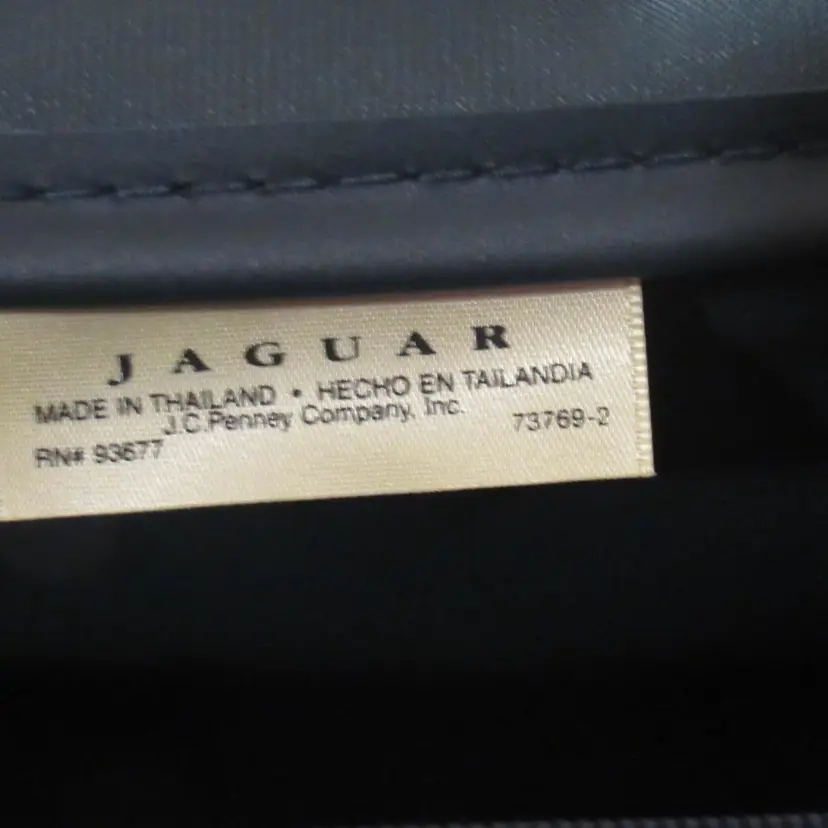 JAGUAR
MADE IN THAILAND • HECHO EN TAILANDIA
J.C.Penney Company, Inc.
RN# 93677 73769-2